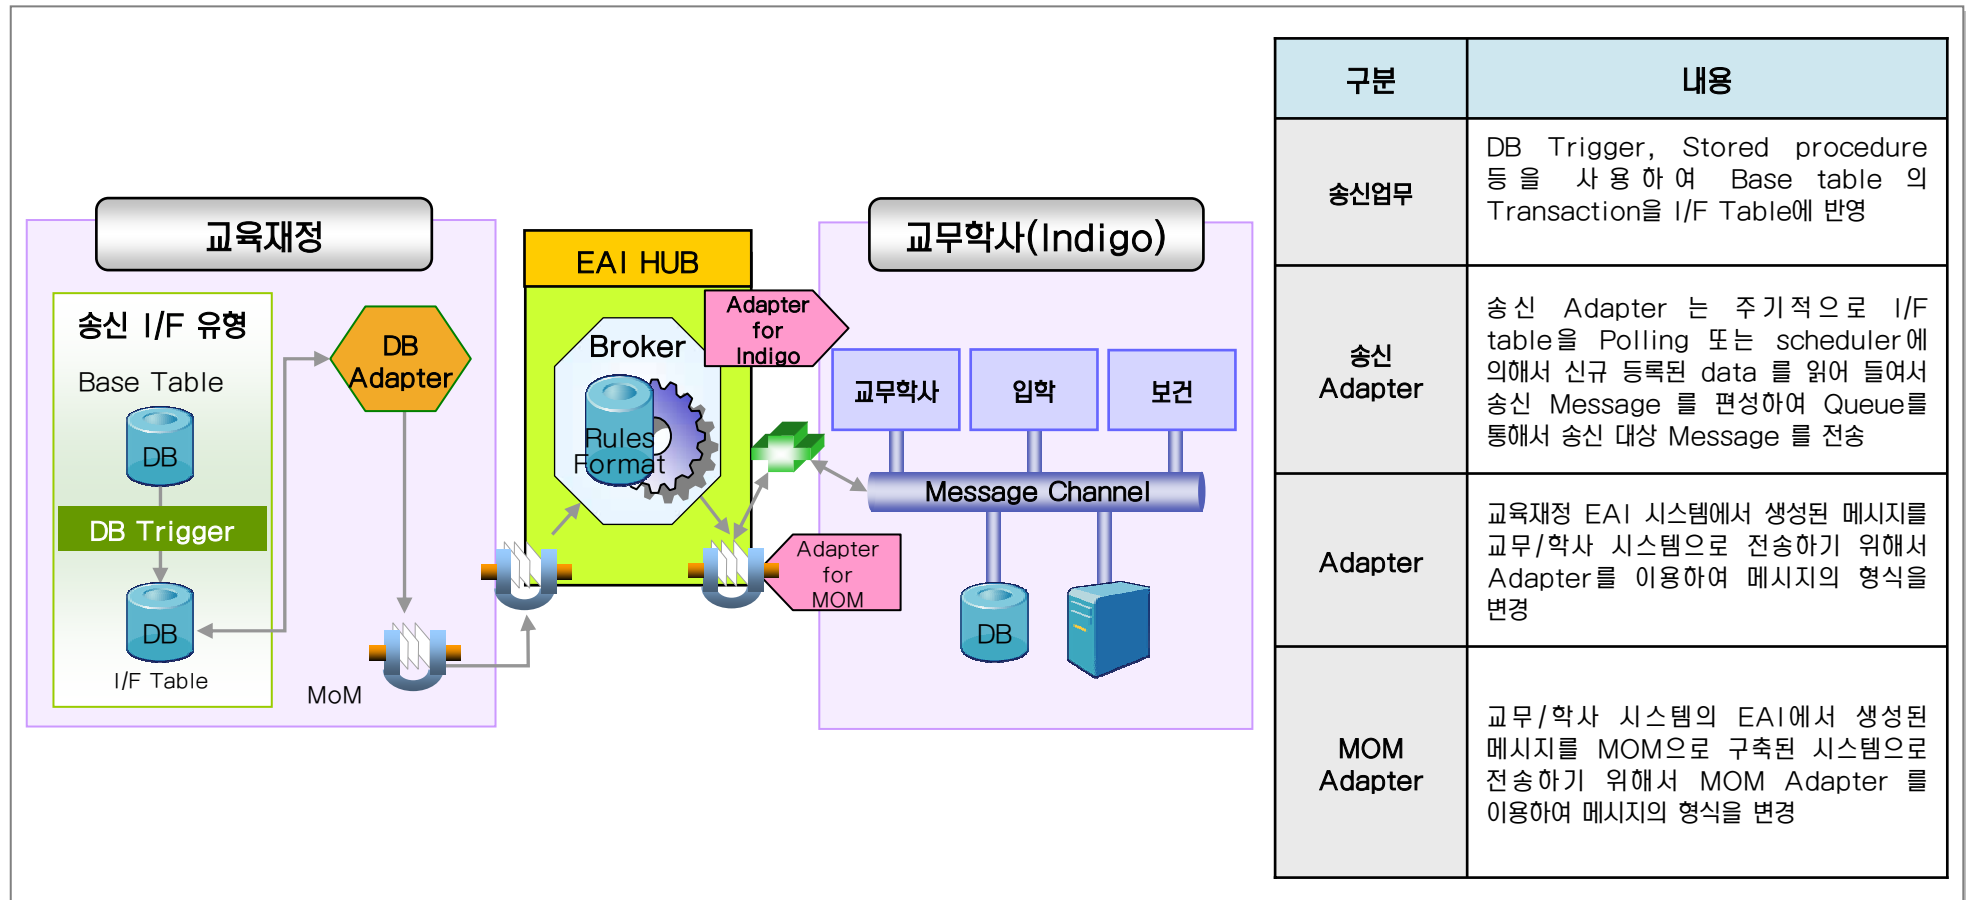 교육재정
송신 I/F 유형
Base Table
DB
DB Trigger
DB
I/F Table
DB
Adapter
MoM
EAI HUB
Broker
Rules
Format
Adapter
for
Indigo
Adapter
for
MOM
교무학사(Indigo)
교무학사
입학
보건
Message Channel
DB
구분
내용
송신업무
DB Trigger, Stored procedure
등을 사용하여 Base table 의
Transaction을 I/F Table에 반영
송신
Adapter
송신 Adapter 는 주기적으로 I/F
table을 Polling 또는 scheduler에
의해서 신규 등록된 data 를 읽어 들여서
송신 Message 를 편성하여 Queue를
통해서 송신 대상 Message 를 전송
Adapter
교육재정 EAI 시스템에서 생성된 메시지를
교무/학사 시스템으로 전송하기 위해서
Adapter를 이용하여 메시지의 형식을
변경
MOM
Adapter
교무/학사 시스템의 EAI에서 생성된
메시지를 MOM으로 구축된 시스템으로
전송하기 위해서 MOM Adapter 를
이용하여 메시지의 형식을 변경